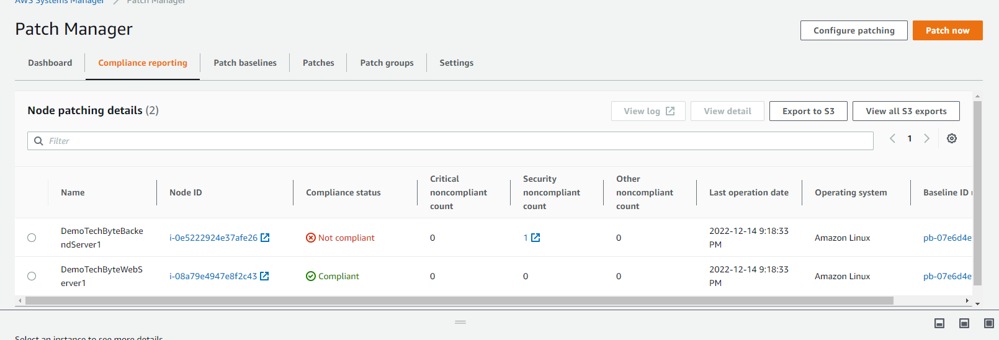 AWS Systems Manager > Patch Manager
Patch Manager
Configure patching
Patch now
Dashboard
Compliance reporting
Patch baselines
Patches
Patch groups
Settings
Node patching details (2)
View log
View detail
Export to S3
View all S3 exports
Filter
1
Name
Node ID
Compliance status
Critical
noncompliant
count
Security
noncompliant
count
Other
noncompliant
count
Last operation date
Operating system
Baseline ID
DemoTechByteBacke
ndServer1
i-0e5222924e37afe26
Not compliant
0
1
0
2022-12-14 9:18:33
PM
Amazon Linux
pb-07e6d4e
DemoTechByteWebS
erver1
i-08a79e4947e8f2c43
Compliant
0
0
0
2022-12-14 9:18:33
PM
Amazon Linux
pb-07e6d4e
Select an instance to see more details